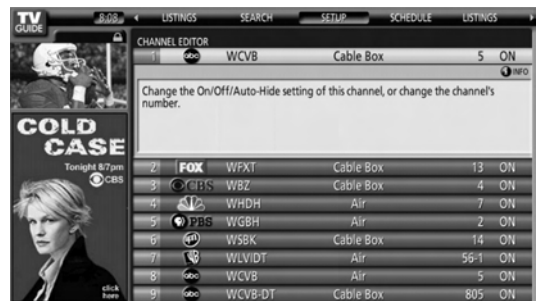 TV GUIDE 8:08 LISTINGS SEARCH SETUP SCHEDULE LISTINGS
CHANNEL EDITOR
1 abc WCVB Cable Box 5 ON
INFO
Change the On/Off/Auto-Hide setting of this channel, or change the channel's
number.
COLD
CASE
Tonight 8/7pm
CBS
click
here
2 FOX WFXT Cable Box 13 ON
3 CBS WBZ Cable Box 4 ON
4 WHDH Air 7 ON
5 PBS WGBH Air 2 ON
6 WSBK Cable Box 14 ON
7 WLVIDT Air 56-1 ON
8 abc WCVB Air 5 ON
9 abc WCVB-DT Cable Box 805 ON